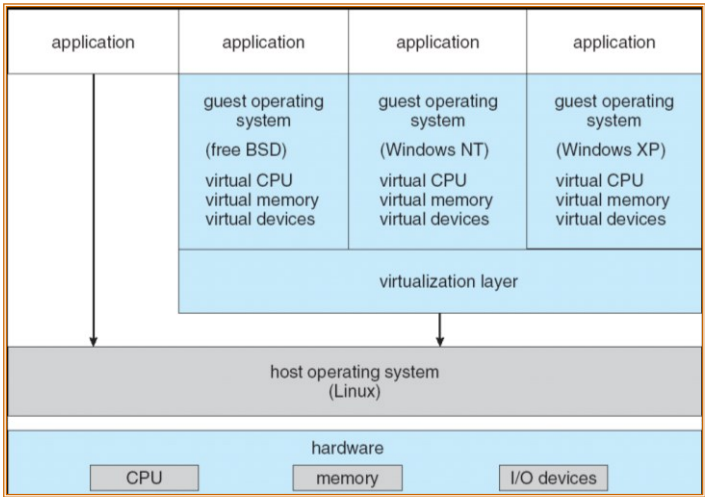 application
application
application
application
guest operating
system
(free BSD)
virtual CPU
virtual memory
virtual devices
guest operating
system
(Windows NT)
virtual CPU
virtual memory
virtual devices
guest operating
system
(Windows XP)
virtual CPU
virtual memory
virtual devices
virtualization layer
host operating system
(Linux)
hardware
CPU
memory
I/O devices